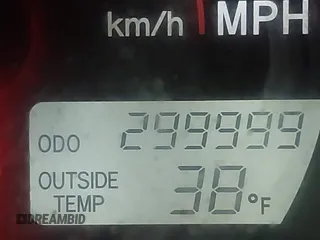 km/h MPH
ODO 299999
OUTSIDE
TEMP 38°F
DREAMBID